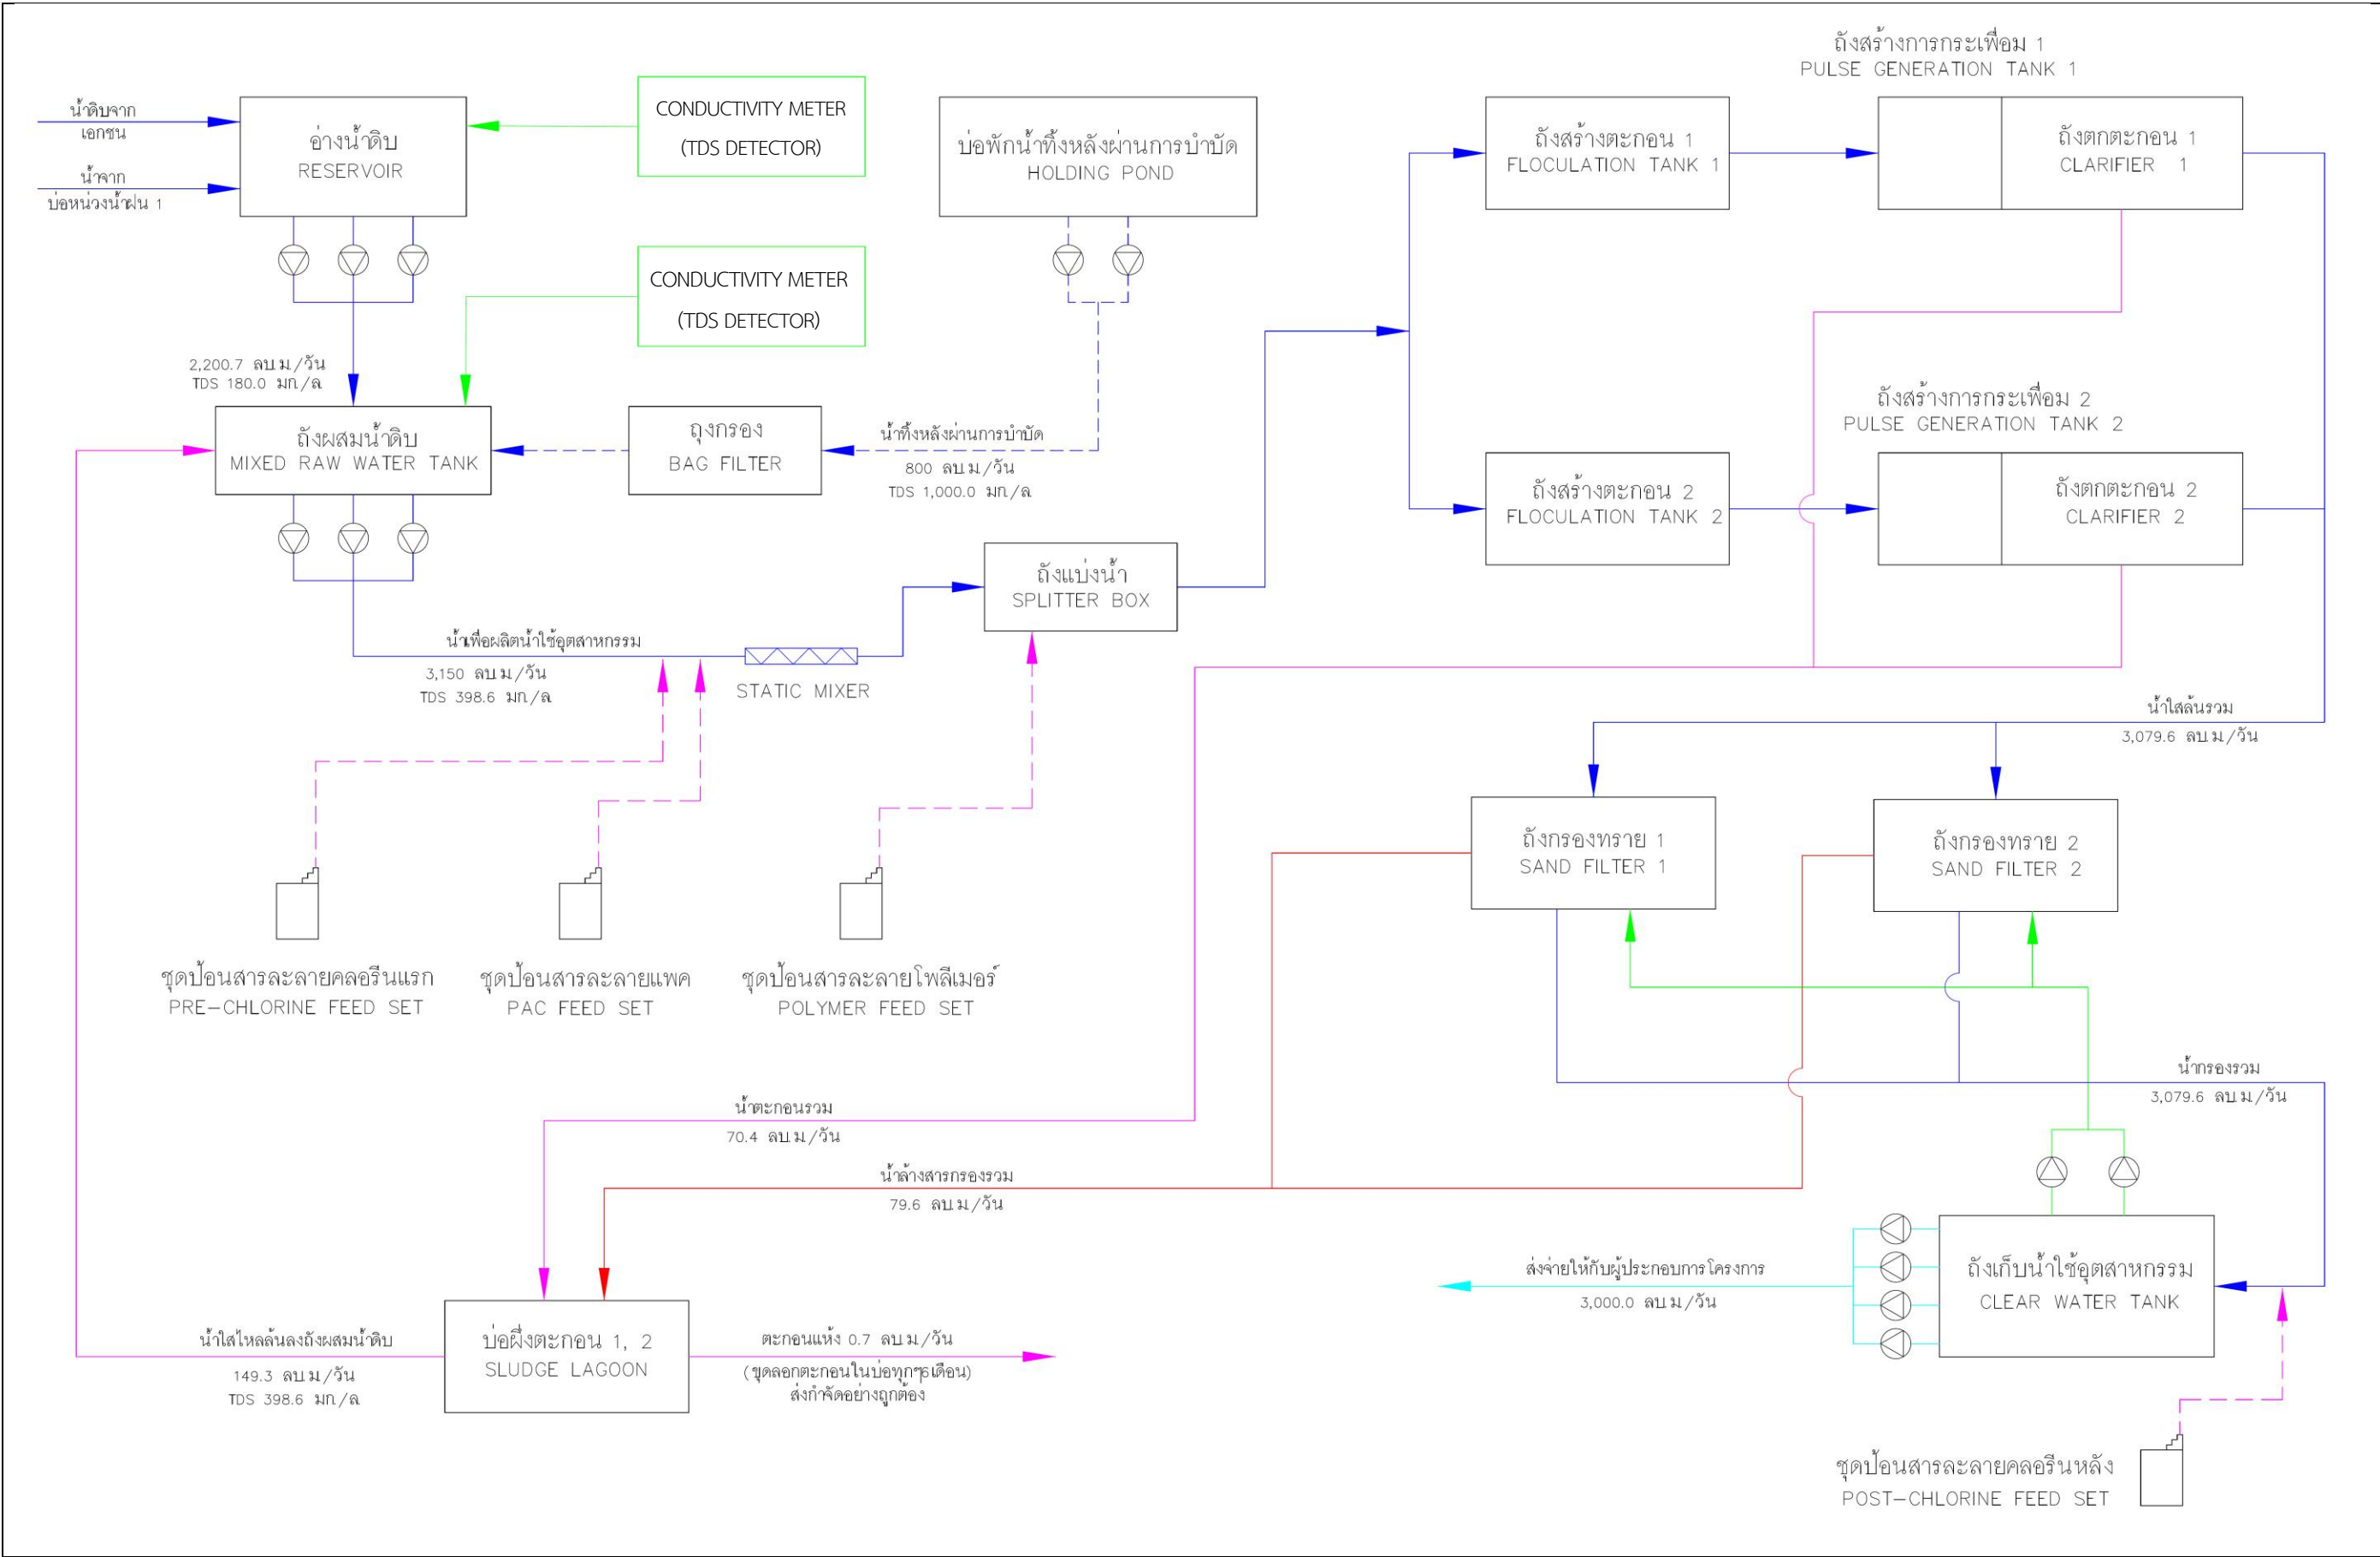 น้ำดิบจาก
เอกชน
น้ำจาก
บ่อหน่วงน้ำฝน 1
อ่างน้ำดิบ
RESERVOIR
CONDUCTIVITY METER
(TDS DETECTOR)
CONDUCTIVITY METER
(TDS DETECTOR)
บ่อพักน้ำทิ้งหลังผ่านการบำบัด
HOLDING POND
ถังสร้างตะกอน 1
FLOCULATION TANK 1
ถังสร้างการกระเพื่อม 1
PULSE GENERATION TANK 1
ถังตกตะกอน 1
CLARIFIER 1
2,200.7 ลบ.ม./วัน
TDS 180.0 มก./ล.
ถังผสมน้ำดิบ
MIXED RAW WATER TANK
ถุงกรอง
BAG FILTER
น้ำทิ้งหลังผ่านการบำบัด
800 ลบ.ม./วัน
TDS 1,000.0 มก./ล.
ถังสร้างการกระเพื่อม 2
PULSE GENERATION TANK 2
ถังสร้างตะกอน 2
FLOCULATION TANK 2
ถังตกตะกอน 2
CLARIFIER 2
ถังแบ่งน้ำ
SPLITTER BOX
น้ำเพื่อผลิตน้ำใช้อุตสาหกรรม
3,150 ลบ.ม./วัน
TDS 398.6 มก./ล.
STATIC MIXER
น้ำใสล้นรวม
3,079.6 ลบ.ม./วัน
ถังกรองทราย 1
SAND FILTER 1
ถังกรองทราย 2
SAND FILTER 2
ชุดป้อนสารละลายคลอรีนแรก
PRE-CHLORINE FEED SET
ชุดป้อนสารละลายแพค
PAC FEED SET
ชุดป้อนสารละลายโพลีเมอร์
POLYMER FEED SET
น้ำกรองรวม
3,079.6 ลบ.ม./วัน
น้ำตะกอนรวม
70.4 ลบ.ม./วัน
น้ำล้างสารกรองรวม
79.6 ลบ.ม./วัน
ส่งจ่ายให้กับผู้ประกอบการโครงการ
3,000.0 ลบ.ม./วัน
ถังเก็บน้ำใช้อุตสาหกรรม
CLEAR WATER TANK
น้ำใสไหลล้นลงถังผสมน้ำดิบ
149.3 ลบ.ม./วัน
TDS 398.6 มก./ล.
บ่อผึ่งตะกอน 1, 2
SLUDGE LAGOON
ตะกอนแห้ง 0.7 ลบ.ม./วัน
(ขุดลอกตะกอนในบ่อทุกๆ6เดือน)
ส่งกำจัดอย่างถูกต้อง
ชุดป้อนสารละลายคลอรีนหลัง
POST-CHLORINE FEED SET